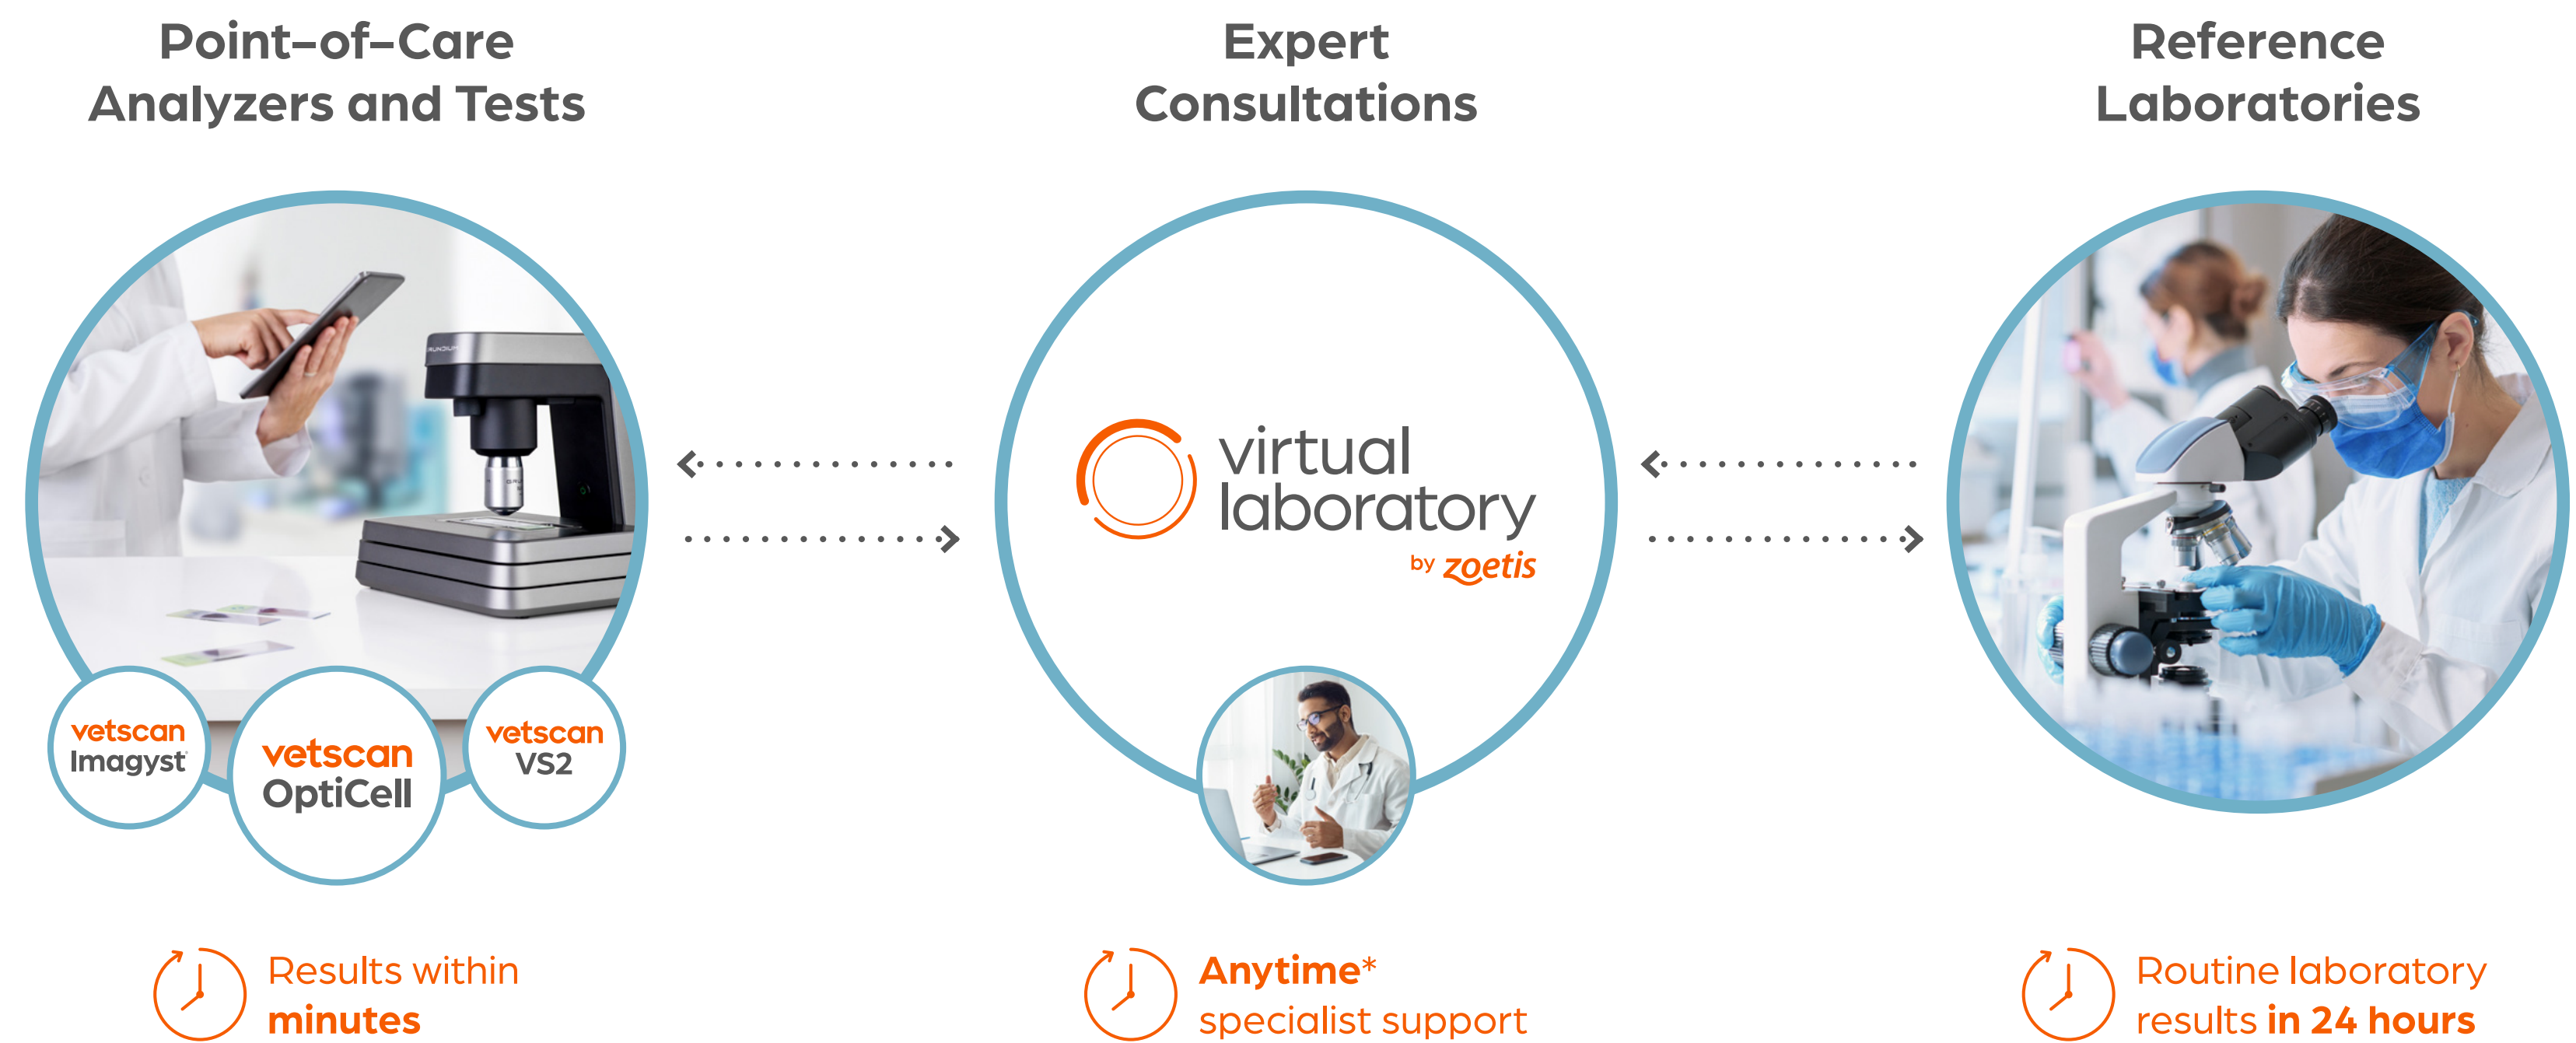 Point-of-Care
Analyzers and Tests
Expert
Consultations
Reference
Laboratories
virtual
laboratory
by zoetis
vetscan
Imagyst
vetscan
OptiCell
vetscan
VS2
Results within
minutes
Anytime*
specialist support
Routine laboratory
results in 24 hours